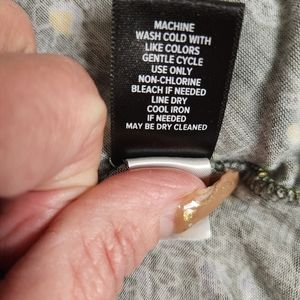 MACHINE
WASH COLD WITH
LIKE COLORS
GENTLE CYCLE
USE ONLY
NON-CHLORINE
BLEACH IF NEEDED
LINE DRY
COOL IRON
IF NEEDED
MAY BE DRY CLEANED